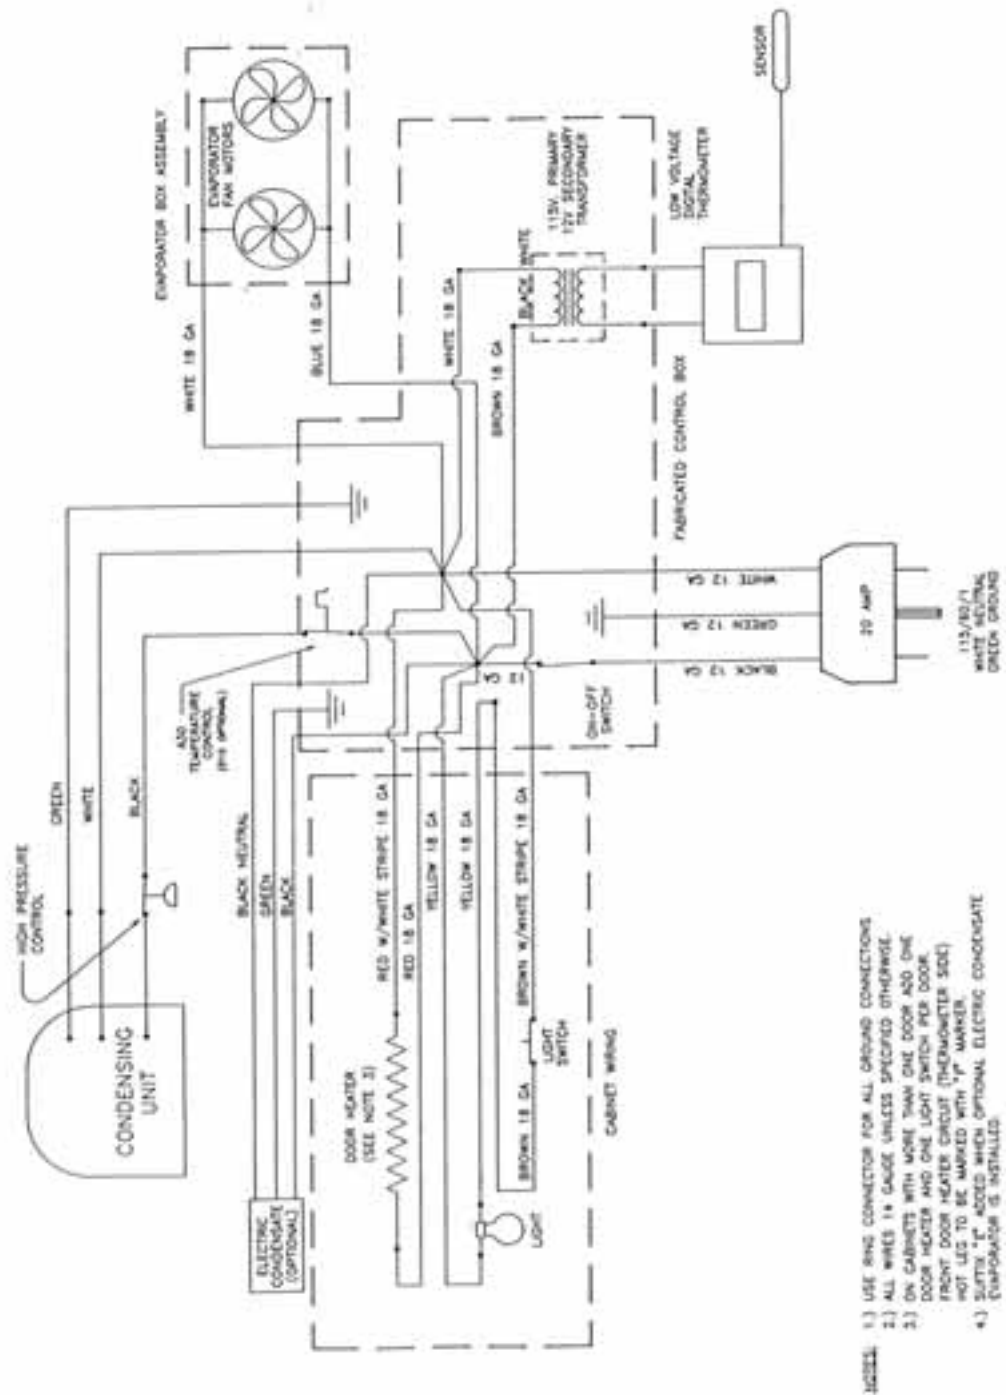 EVAPORATOR BOX ASSEMBLY
EVAPORATOR
FAN MOTORS
WHITE 18 GA
BLUE 18 GA
SENSOR
115V. PRIMARY
12V SECONDARY
TRANSFORMER
LOW VOLTAGE
DIGITAL
THERMOMETER
BLACK
WHITE
WHITE 18 GA
BROWN 18 GA
FABRICATED CONTROL BOX
HIGH PRESSURE
CONTROL
GREEN
WHITE
BLACK
CONDENSING
UNIT
ADD
TEMPERATURE
CONTROL
12 GA
ON-OFF
SWITCH
WHITE 12 GA
GREEN 12 GA
BLACK 12 GA
20 AMP
115/60/1
WHITE NEUTRAL
GREEN GROUND
BLACK NEUTRAL
GREEN
BLACK
ELECTRIC
CONDENSATE
(OPTIONAL)
RED W/WHITE STRIPE 18 GA
RED 18 GA
YELLOW 18 GA
YELLOW 18 GA
BROWN W/WHITE STRIPE 18 GA
DOOR HEATER
(SEE NOTE 3)
LIGHT
BROWN 18 GA
LIGHT
SWITCH
CABINET WIRING
NOTES:
1.) USE RING CONNECTOR FOR ALL GROUND CONNECTIONS
2.) ALL WIRES 14 GAUGE UNLESS SPECIFIED OTHERWISE.
3.) ON CABINETS WITH MORE THAN ONE DOOR ADD ONE
DOOR HEATER AND ONE LIGHT SWITCH PER DOOR.
FRONT DOOR HEATER CIRCUIT (THERMOMETER SIDE)
HOT LEG TO BE MARKED WITH "F" MARKER.
4.) SUFFIX "E" ADDED WHEN OPTIONAL ELECTRIC CONDENSATE
EVAPORATOR IS INSTALLED.